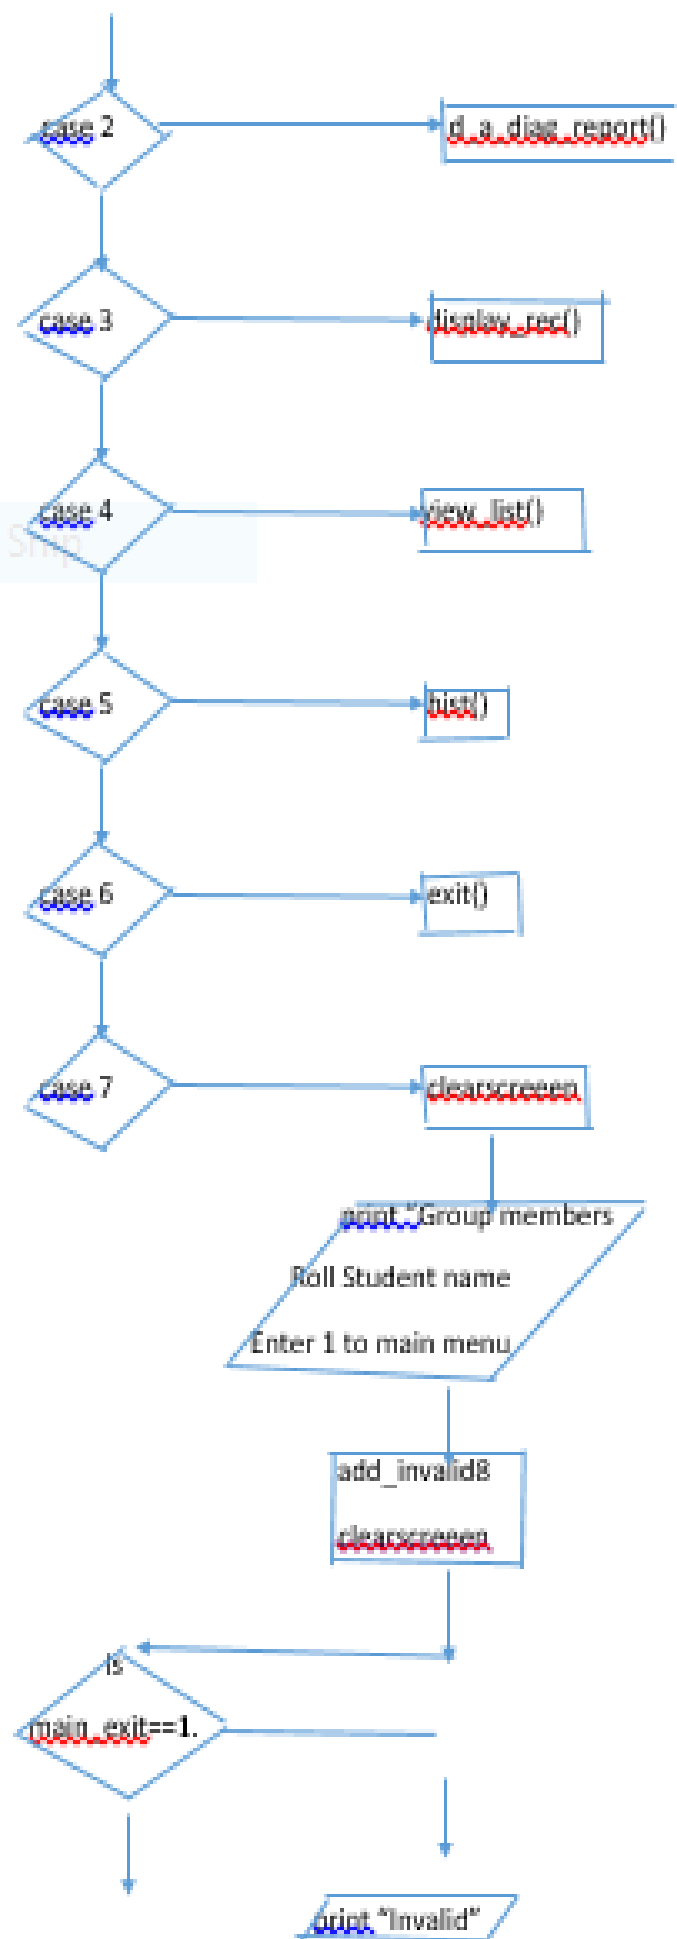 case 2
d_a_diag_report()
case 3
display_rec()
case 4
view_list()
Ship
case 5
hist()
case 6
exit()
case 7
clearscreeen
print "Group members
Roll Student name
Enter 1 to main menu
add_invalid8
clearscreeen
is
main_exit==1.
print "Invalid"